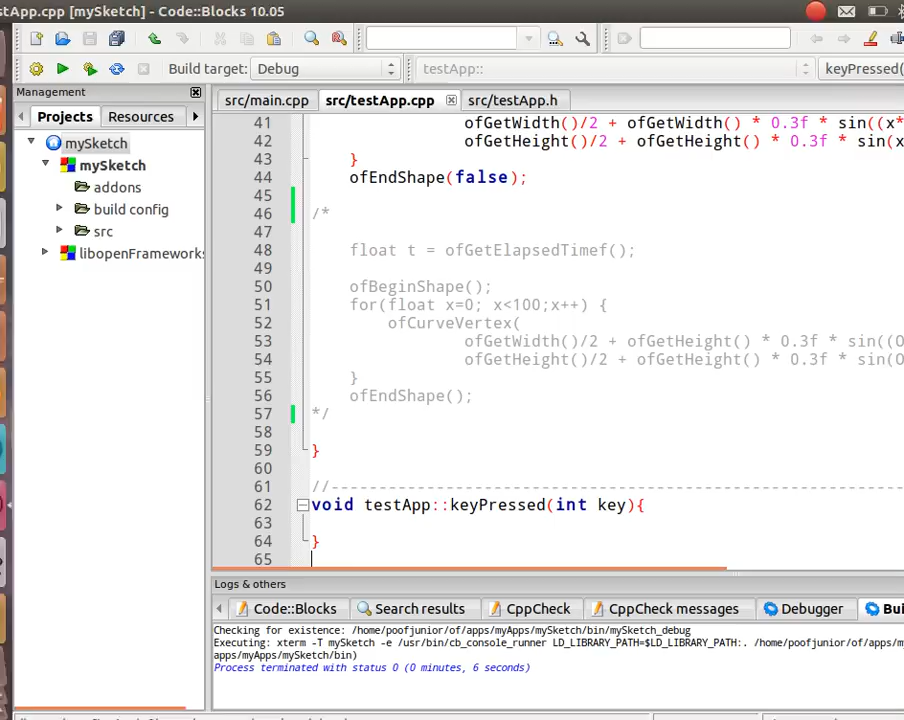 stApp.cpp [mySketch] - Code::Blocks 10.05
Build target: Debug testApp:: keyPressed(
Management
Projects Resources
src/main.cpp src/testApp.cpp src/testApp.h
mySketch
mySketch
addons
build config
src
libopenFrameworks
41 ofGetWidth()/2 + ofGetWidth() * 0.3f * sin((x*
42 ofGetHeight()/2 + ofGetHeight() * 0.3f * sin(x
43 }
44 ofEndShape(false);
45
46 /*
47
48 float t = ofGetElapsedTimef();
49
50 ofBeginShape();
51 for(float x=0; x<100;x++) {
52 ofCurveVertex(
53 ofGetWidth()/2 + ofGetHeight() * 0.3f * sin((O
54 ofGetHeight()/2 + ofGetHeight() * 0.3f * sin(O
55 }
56 ofEndShape();
57 */
58
59 }
60
61 //----------------------------------------------------------------
62 void testApp::keyPressed(int key){
63
64 }
65
Logs & others
Code::Blocks Search results CppCheck CppCheck messages Debugger Bui
Checking for existence: /home/poofjunior/of/apps/myApps/mySketch/bin/mySketch_debug
Executing: xterm -T mySketch -e /usr/bin/cb_console_runner LD_LIBRARY_PATH=$LD_LIBRARY_PATH:. /home/poofjunior/of/
apps/myApps/mySketch/bin)
Process terminated with status 0 (0 minutes, 6 seconds)